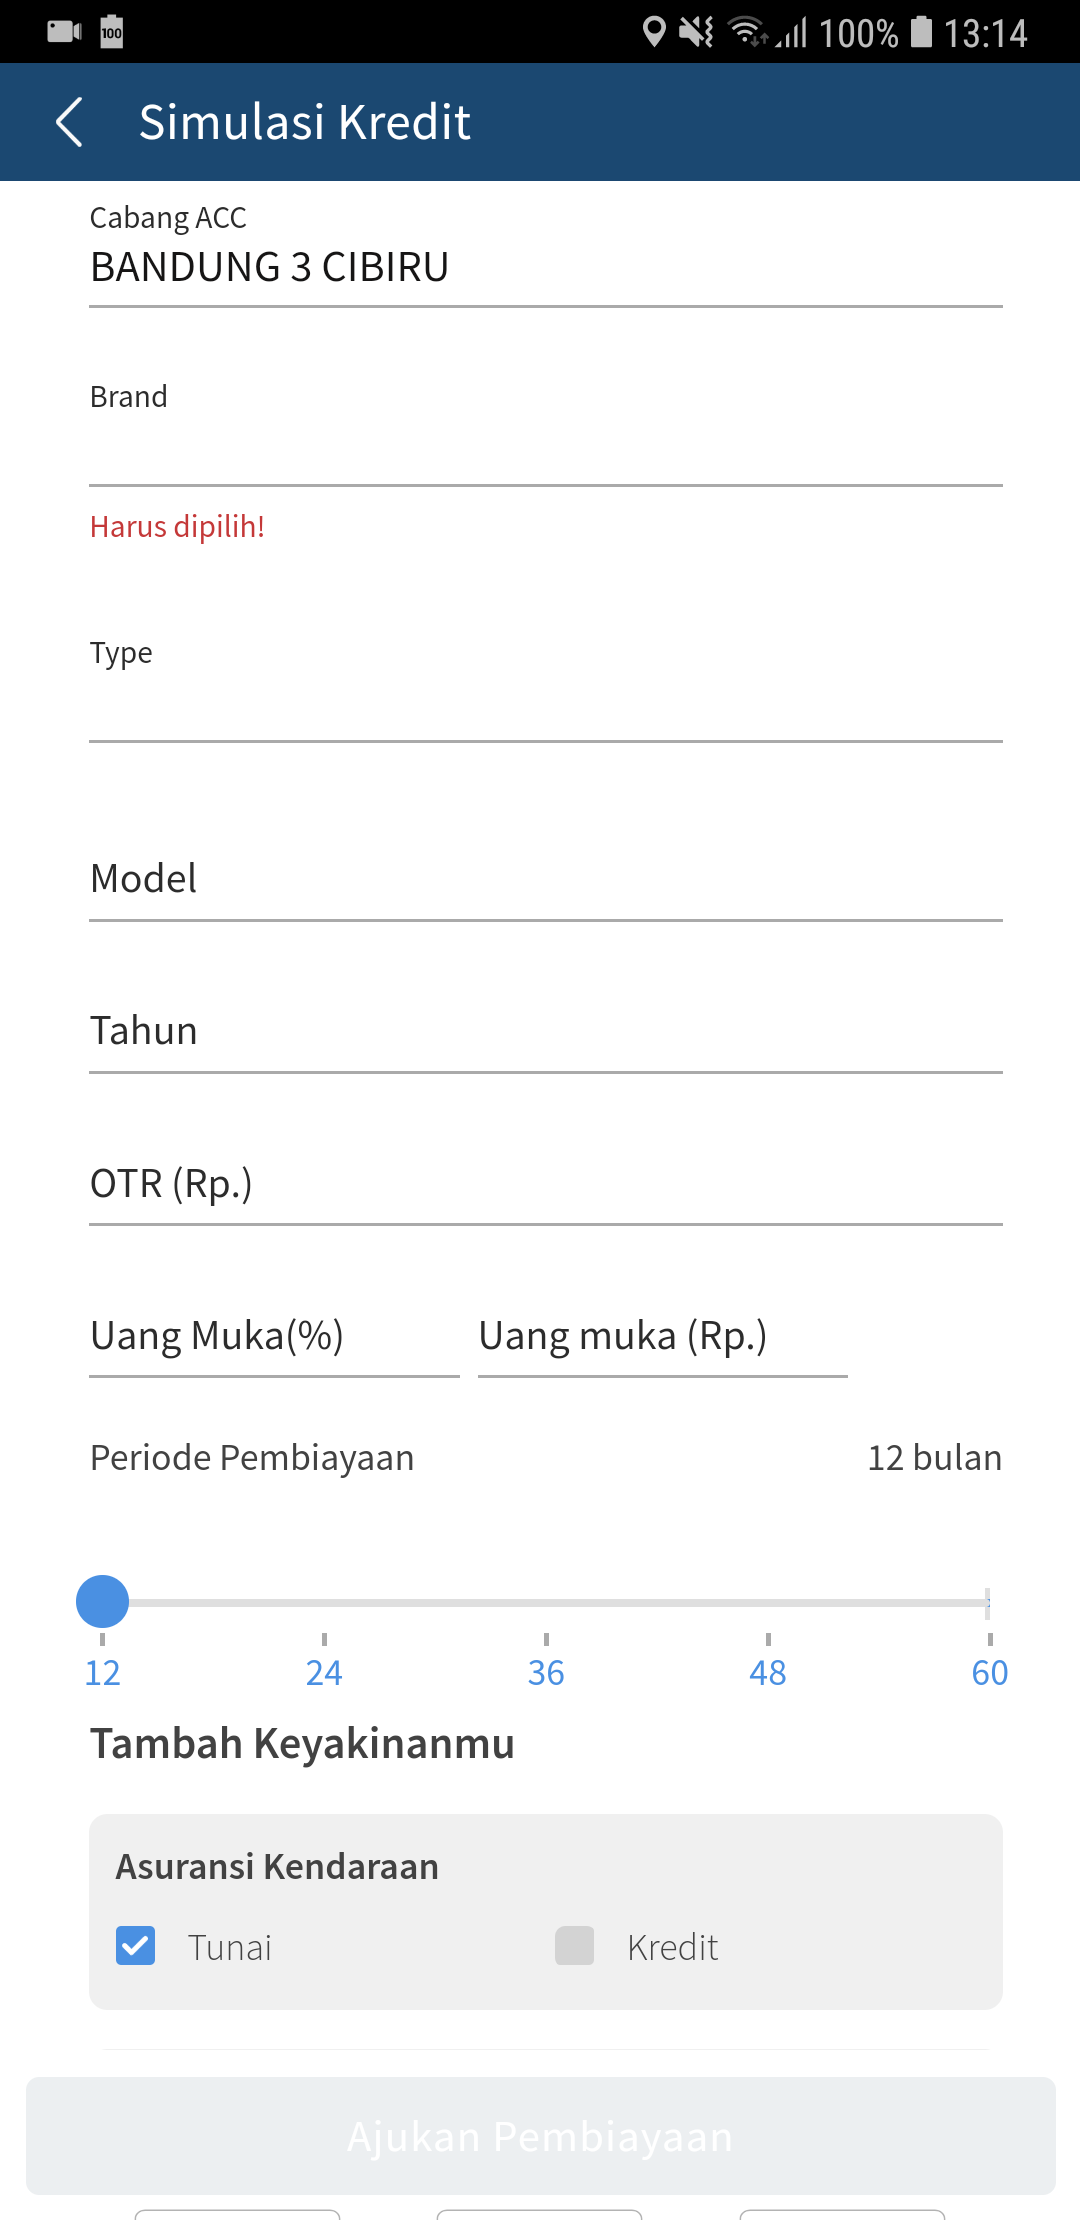 100 100% 13:14
Simulasi Kredit
Cabang ACC
BANDUNG 3 CIBIRU
Brand
Harus dipilih!
Type
Model
Tahun
OTR (Rp.)
Uang Muka(%) Uang muka (Rp.)
Periode Pembiayaan 12 bulan
12 24 36 48 60
Tambah Keyakinanmu
Asuransi Kendaraan
Tunai Kredit
Ajukan Pembiayaan